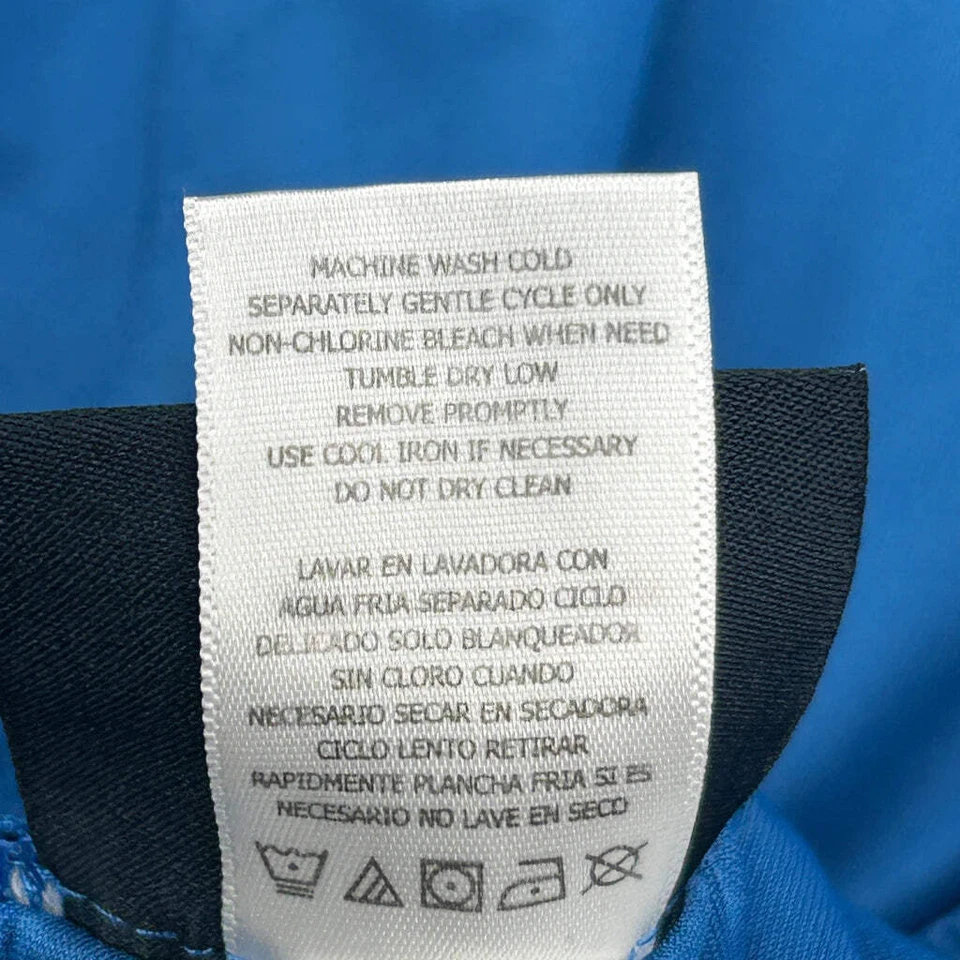 MACHINE WASH COLD
SEPARATELY GENTLE CYCLE ONLY
NON-CHLORINE BLEACH WHEN NEED
TUMBLE DRY LOW
REMOVE PROMPTLY
USE COOL IRON IF NECESSARY
DO NOT DRY CLEAN
LAVAR EN LAVADORA CON
AGUA FRIA SEPARADO CICLO
DELICADO SOLO BLANQUEADOR
SIN CLORO CUANDO
NECESARIO SECAR EN SECADORA
CICLO LENTO RETIRAR
RAPIDMENTE PLANCHA FRIA SI ES
NECESARIO NO LAVE EN SECO